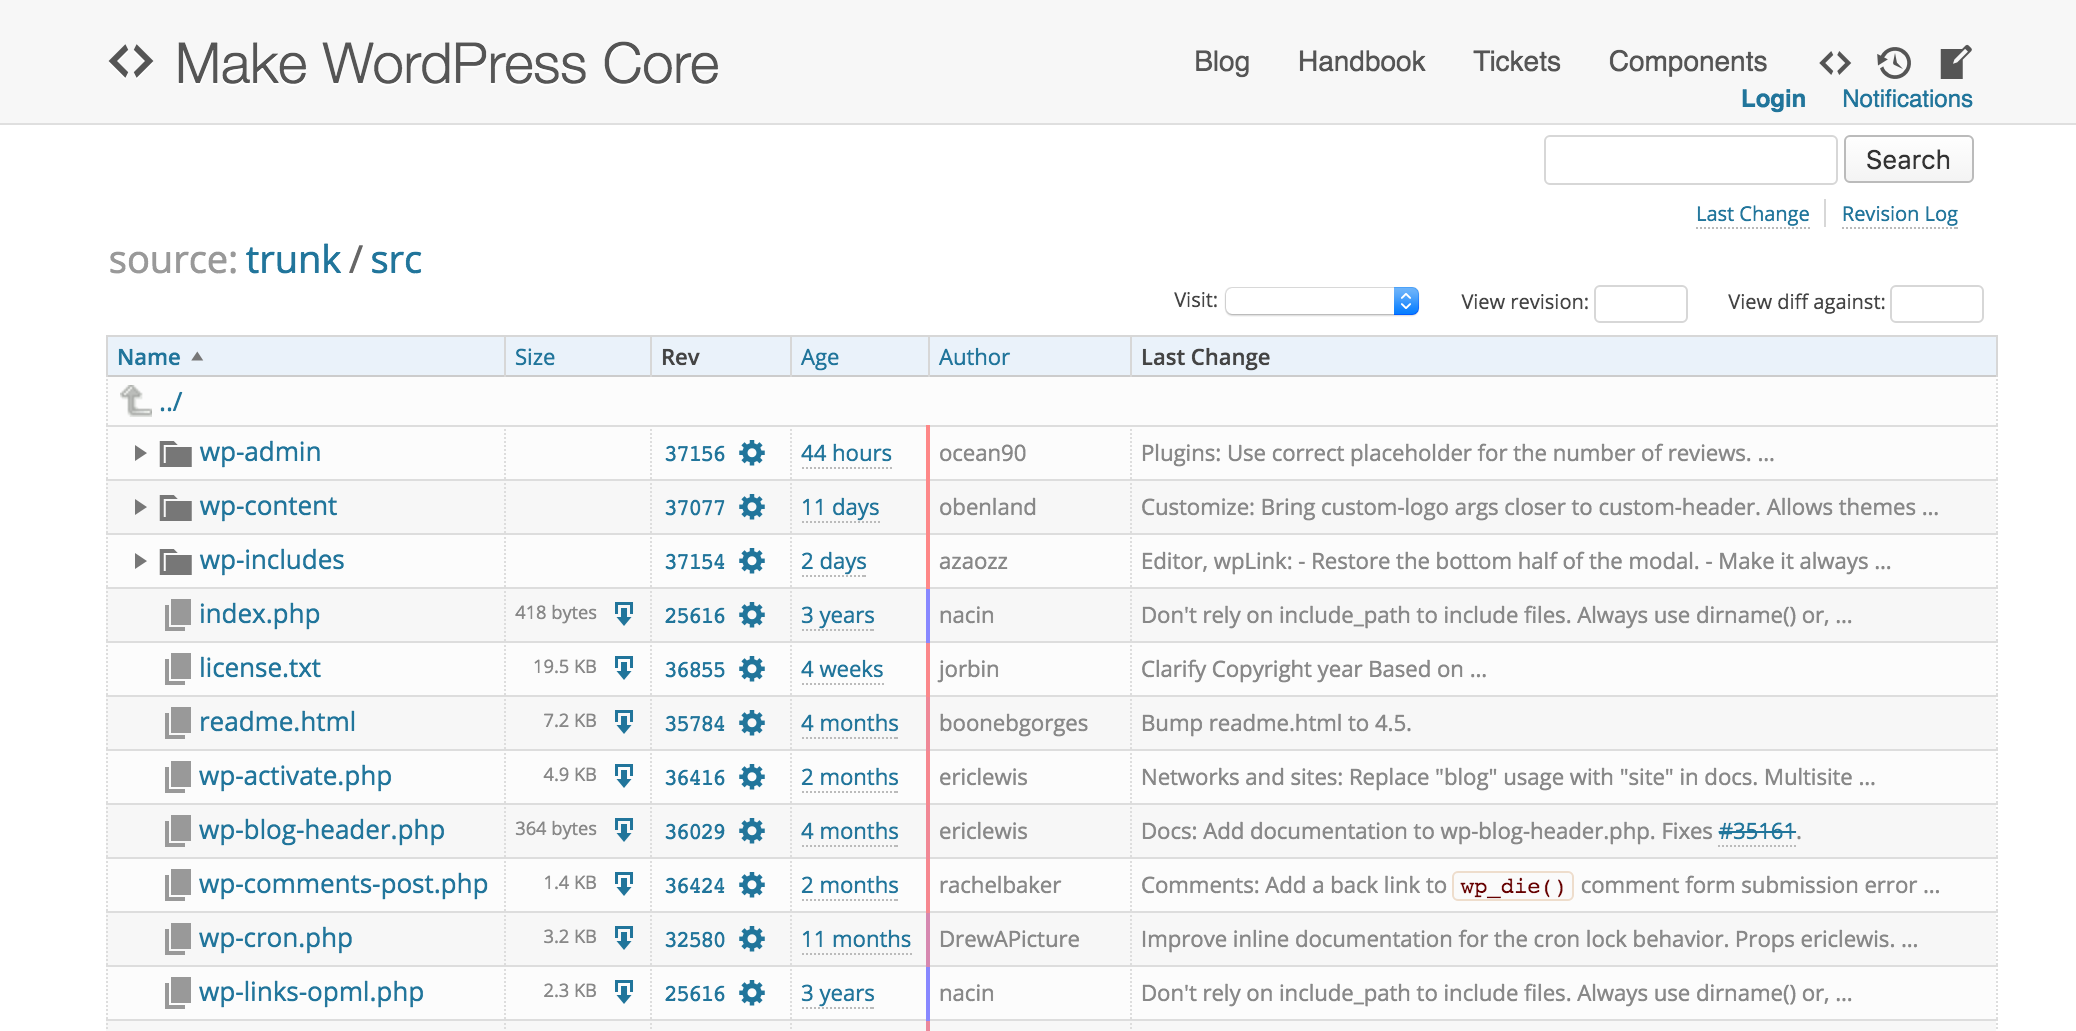 Make WordPress Core
Blog Handbook Tickets Components
Login Notifications
Search
Last Change Revision Log
source: trunk / src
Visit: View revision: View diff against:
Name Size Rev Age Author Last Change
../
wp-admin 37156 44 hours ocean90 Plugins: Use correct placeholder for the number of reviews. ...
wp-content 37077 11 days obenland Customize: Bring custom-logo args closer to custom-header. Allows themes ...
wp-includes 37154 2 days azaozz Editor, wpLink: - Restore the bottom half of the modal. - Make it always ...
index.php 418 bytes 25616 3 years nacin Don't rely on include_path to include files. Always use dirname() or, ...
license.txt 19.5 KB 36855 4 weeks jorbin Clarify Copyright year Based on ...
readme.html 7.2 KB 35784 4 months boonebgorges Bump readme.html to 4.5.
wp-activate.php 4.9 KB 36416 2 months ericlewis Networks and sites: Replace "blog" usage with "site" in docs. Multisite ...
wp-blog-header.php 364 bytes 36029 4 months ericlewis Docs: Add documentation to wp-blog-header.php. Fixes #35161.
wp-comments-post.php 1.4 KB 36424 2 months rachelbaker Comments: Add a back link to wp_die() comment form submission error ...
wp-cron.php 3.2 KB 32580 11 months DrewAPicture Improve inline documentation for the cron lock behavior. Props ericlewis. ...
wp-links-opml.php 2.3 KB 25616 3 years nacin Don't rely on include_path to include files. Always use dirname() or, ...